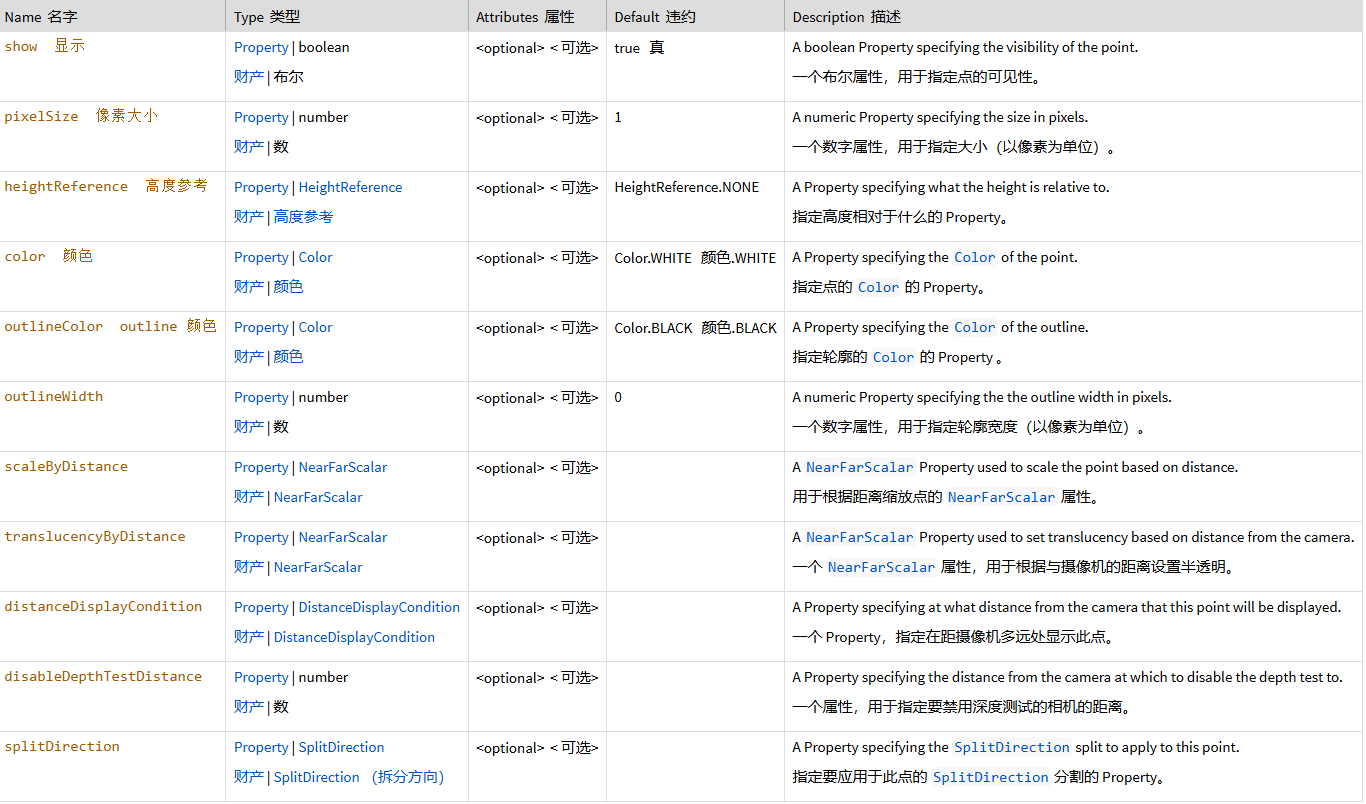 Name 名字 Type 类型 Attributes 属性 Default 违约 Description 描述
show 显示 Property | boolean <optional> < 可选> true 真 A boolean Property specifying the visibility of the point.
财产 | 布尔 一个布尔属性，用于指定点的可见性。
pixelSize 像素大小 Property | number <optional> < 可选> 1 A numeric Property specifying the size in pixels.
财产 | 数 一个数字属性，用于指定大小（以像素为单位）。
heightReference 高度参考 Property | HeightReference <optional> < 可选> HeightReference.NONE A Property specifying what the height is relative to.
财产 | 高度参考 指定高度相对于什么的 Property。
color 颜色 Property | Color <optional> < 可选> Color.WHITE 颜色.WHITE A Property specifying the Color of the point.
财产 | 颜色 指定点的 Color 的 Property。
outlineColor outline 颜色 Property | Color <optional> < 可选> Color.BLACK 颜色.BLACK A Property specifying the Color of the outline.
财产 | 颜色 指定轮廓的 Color 的 Property 。
outlineWidth Property | number <optional> < 可选> 0 A numeric Property specifying the the outline width in pixels.
财产 | 数 一个数字属性，用于指定轮廓宽度（以像素为单位）。
scaleByDistance Property | NearFarScalar <optional> < 可选> A NearFarScalar Property used to scale the point based on distance.
财产 | NearFarScalar 用于根据距离缩放点的 NearFarScalar 属性。
translucencyByDistance Property | NearFarScalar <optional> < 可选> A NearFarScalar Property used to set translucency based on distance from the camera.
财产 | NearFarScalar 一个 NearFarScalar 属性，用于根据与摄像机的距离设置半透明。
distanceDisplayCondition Property | DistanceDisplayCondition <optional> < 可选> A Property specifying at what distance from the camera that this point will be displayed.
财产 | DistanceDisplayCondition 一个 Property，指定在距摄像机多远处显示此点。
disableDepthTestDistance Property | number <optional> < 可选> A Property specifying the distance from the camera at which to disable the depth test to.
财产 | 数 一个属性，用于指定要禁用深度测试的相机的距离。
splitDirection Property | SplitDirection <optional> < 可选> A Property specifying the SplitDirection split to apply to this point.
财产 | SplitDirection （拆分方向） 指定要应用于此点的 SplitDirection 分割的 Property。